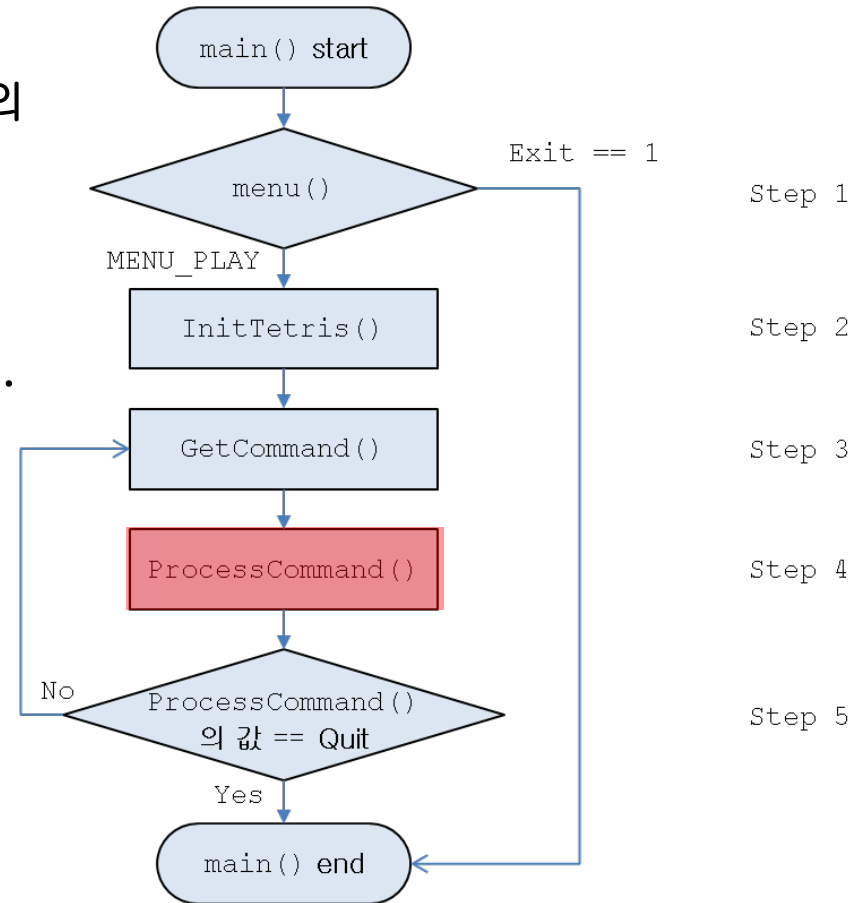 main() start
의
Exit == 1
menu()
Step 1
MENU_PLAY
InitTetris()
Step 2
.
GetCommand()
Step 3
ProcessCommand()
Step 4
No
ProcessCommand()
의 값 == Quit
Step 5
Yes
main() end